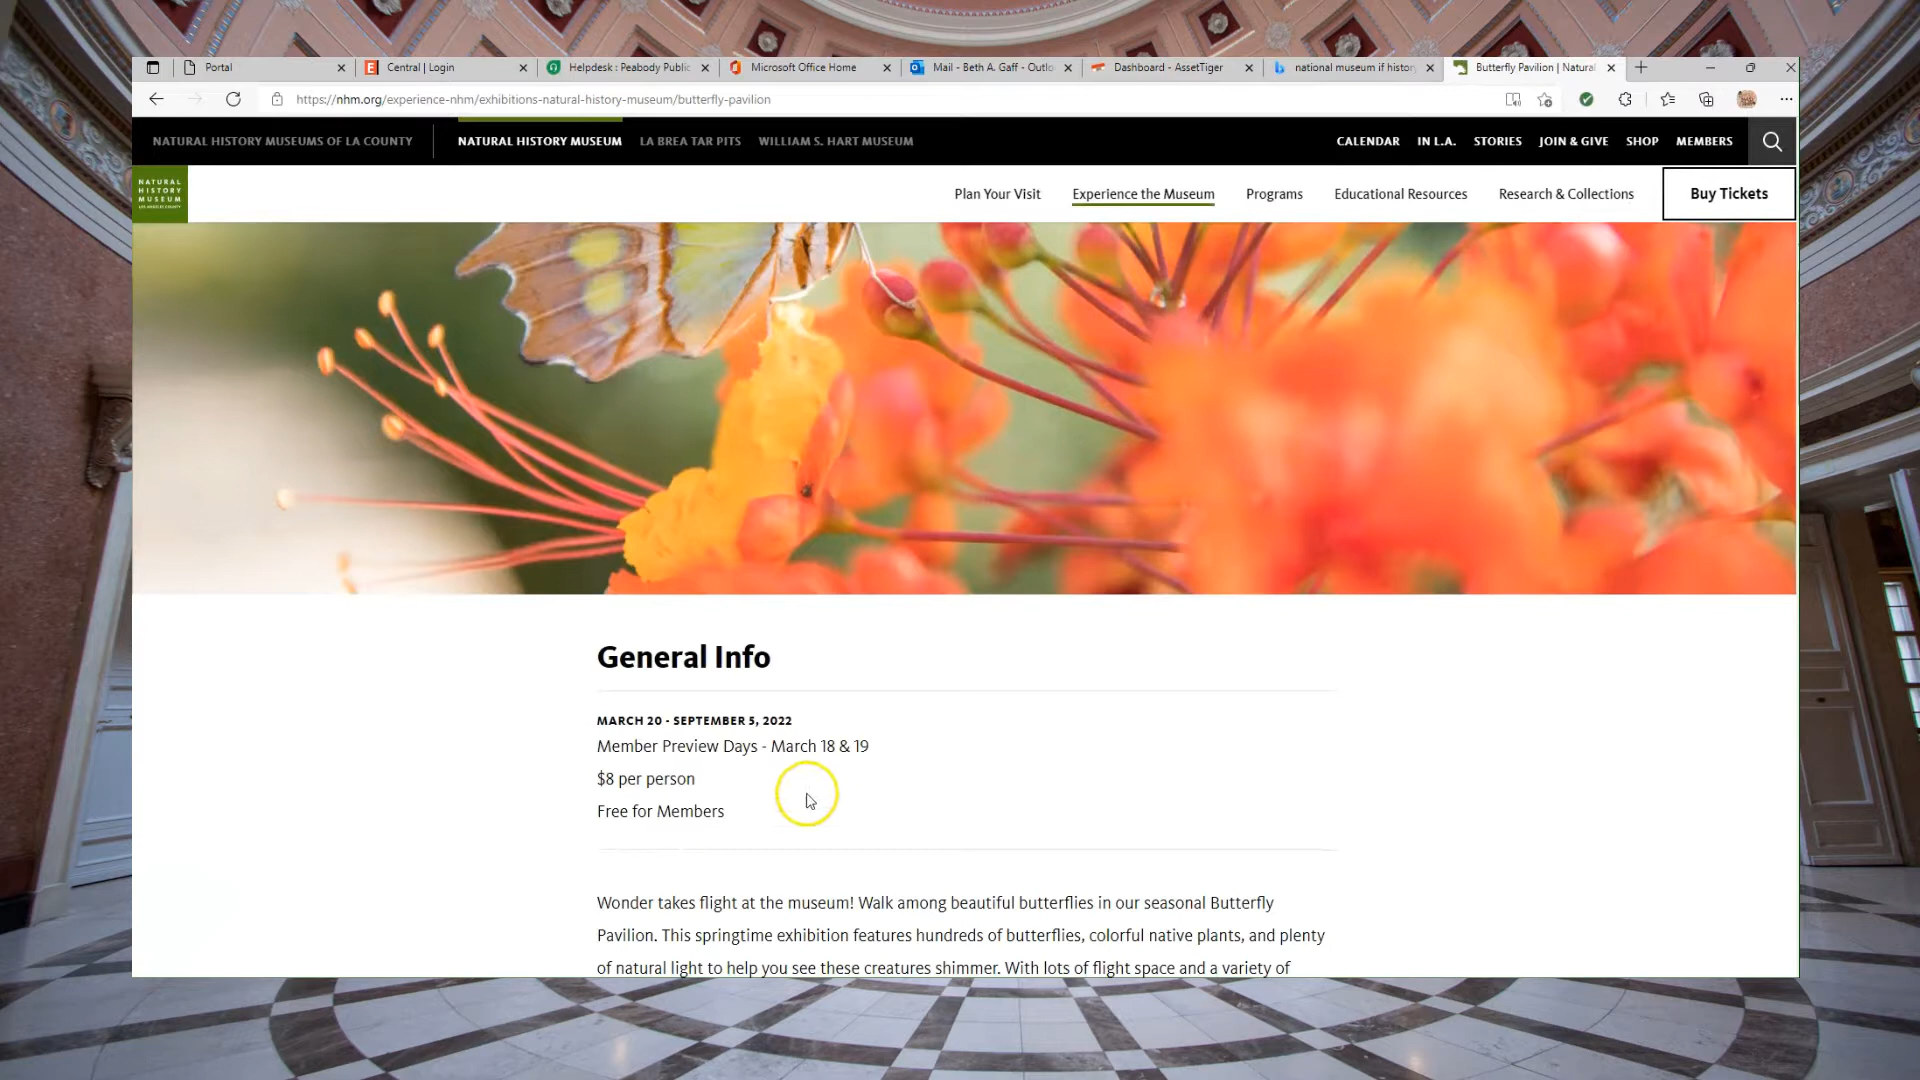 Portal
Central | Login
Helpdesk : Peabody Public
Microsoft Office Home
Mail - Beth A. Gaff - Outlo
Dashboard - AssetTiger
national museum if histor
Butterfly Pavilion | Natural
https://nhm.org/experience-nhm/exhibitions-natural-history-museum/butterfly-pavilion
NATURAL HISTORY MUSEUMS OF LA COUNTY
NATURAL HISTORY MUSEUM
LA BREA TAR PITS
WILLIAM S. HART MUSEUM
CALENDAR
IN L.A.
STORIES
JOIN & GIVE
SHOP
MEMBERS
NATURAL
HISTORY
MUSEUM
LOS ANGELES COUNTY
Plan Your Visit
Experience the Museum
Programs
Educational Resources
Research & Collections
Buy Tickets
General Info
MARCH 20 - SEPTEMBER 5, 2022
Member Preview Days - March 18 & 19
$8 per person
Free for Members
Wonder takes flight at the museum! Walk among beautiful butterflies in our seasonal Butterfly
Pavilion. This springtime exhibition features hundreds of butterflies, colorful native plants, and plenty
of natural light to help you see these creatures shimmer. With lots of flight space and a variety of